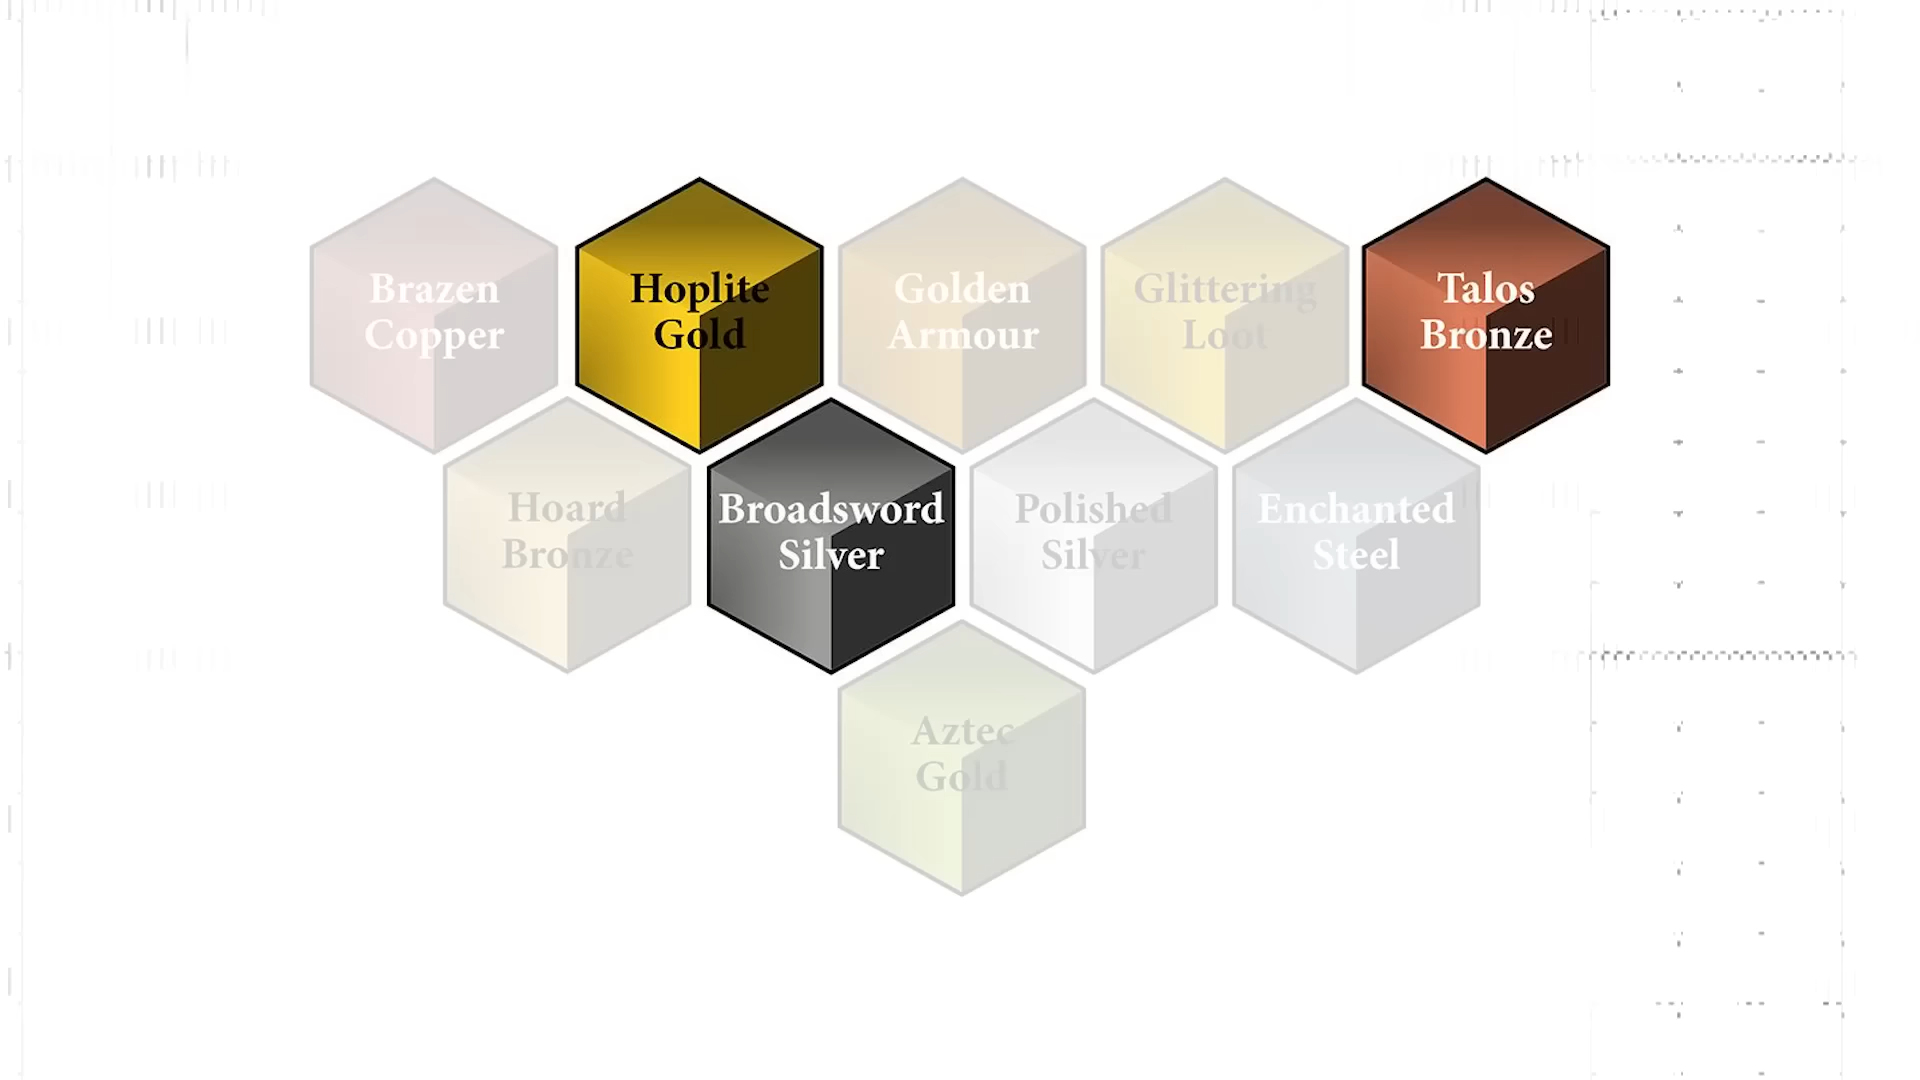 Brazen
Copper
Hoplite
Gold
Golden
Armour
Glittering
Loot
Talos
Bronze
Hoard
Bronze
Broadsword
Silver
Polished
Silver
Enchanted
Steel
Aztec
Gold